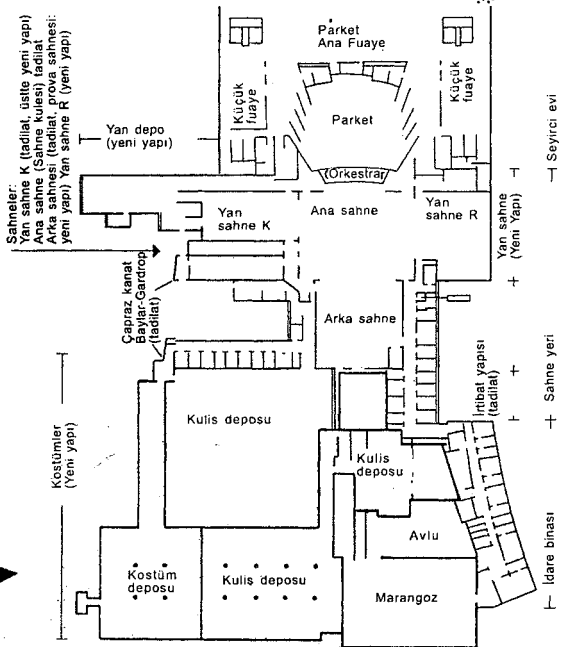 Sahneler:
Yan sahne K (tadilat, üstte yeni yapı)
Ana sahne (Sahne kulesi) tadilat
Arka sahnesi (tadilat, prova sahnesi:
yeni yapı) Yan sahne R (yeni yapı)
Parket
Ana Fuaye
Küçük
fuaye
Küçük
fuaye
Parket
Yan depo
(yeni yapı)
Orkestra
Seyirci evi
Yan
sahne K
Ana sahne
Yan
sahne R
Yan sahne
(Yeni Yapı)
Çapraz kanat
Baylar-Gardrop
(tadilat)
Arka sahne
Sahne yeri
İrtibat yapısı
(tadilat)
Kostümler
(Yeni yapı)
Kulis deposu
Kulis
deposu
Avlu
Kostüm
deposu
Kulis deposu
Marangoz
İdare binası